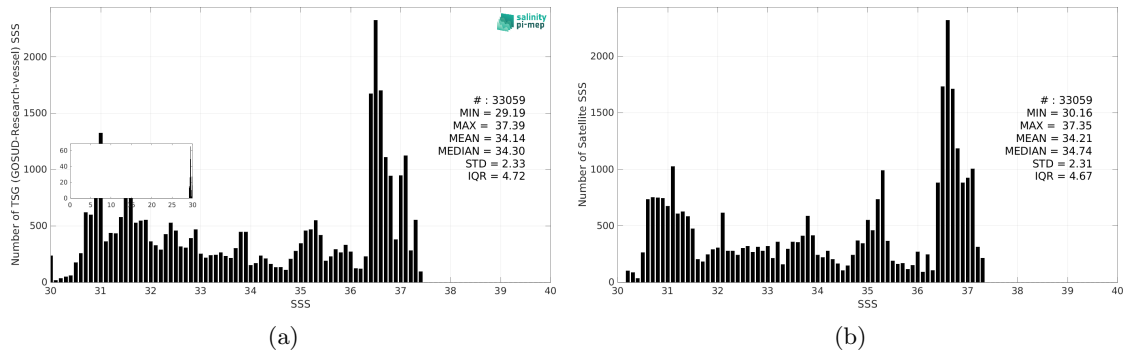 salinity
pi-mep
Number of TSG (GOSUD-Research-vessel) SSS
2000
1500
1000
500
0
# : 33059
MIN = 29.19
MAX = 37.39
MEAN = 34.14
MEDIAN = 34.30
STD = 2.33
IQR = 4.72
60
40
20
0
0 5 10 15 20 25 30
30 31 32 33 34 35 36 37 38 39 40
SSS
(a)
Number of Satellite SSS
2000
1500
1000
500
0
# : 33059
MIN = 30.16
MAX = 37.35
MEAN = 34.21
MEDIAN = 34.74
STD = 2.31
IQR = 4.67
30 31 32 33 34 35 36 37 38 39 40
SSS
(b)